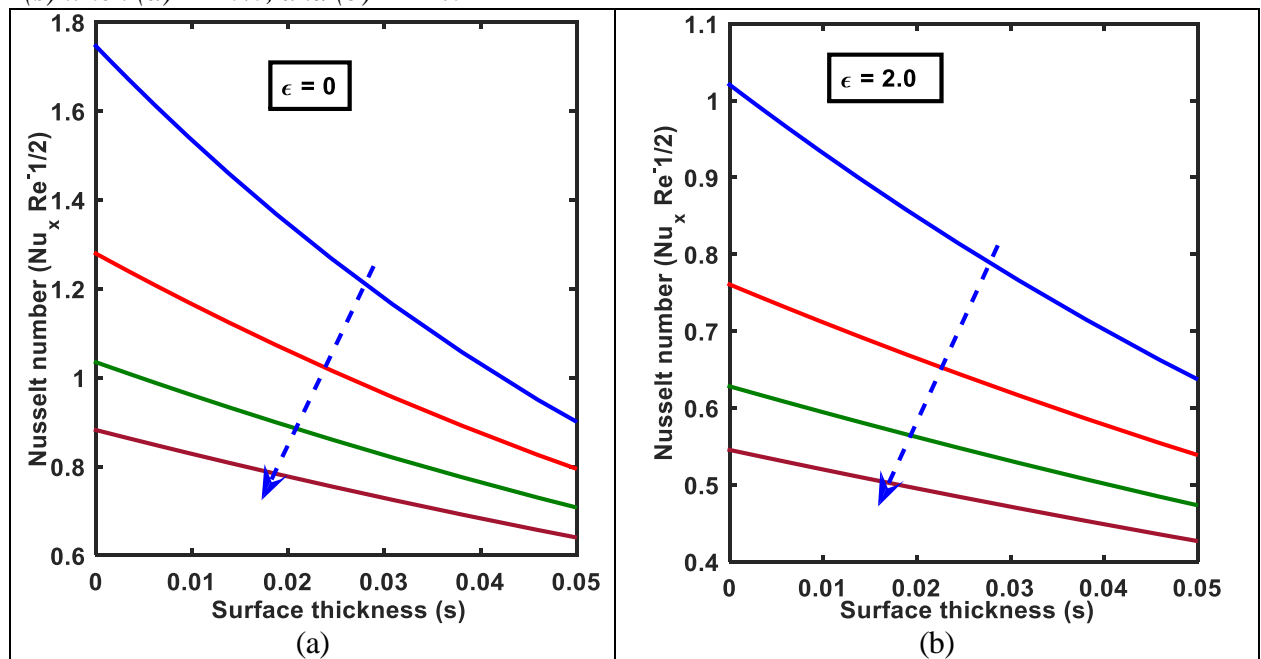 and
1.8
1.6
1.4
1.2
1
0.8
0.6
Nusselt number (Nu_x Re^-1/2)
ϵ = 0
0 0.01 0.02 0.03 0.04 0.05
Surface thickness (s)
(a)
1.1
1
0.9
0.8
0.7
0.6
0.5
0.4
Nusselt number (Nu_x Re^-1/2)
ϵ = 2.0
0 0.01 0.02 0.03 0.04 0.05
Surface thickness (s)
(b)